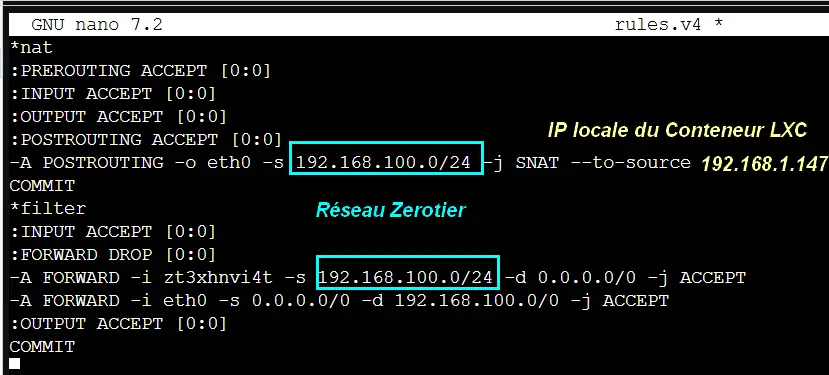 GNU nano 7.2 rules.v4 *
*nat
:PREROUTING ACCEPT [0:0]
:INPUT ACCEPT [0:0]
:OUTPUT ACCEPT [0:0]
:POSTROUTING ACCEPT [0:0]
IP locale du Conteneur LXC
-A POSTROUTING -o eth0 -s 192.168.100.0/24 -j SNAT --to-source 192.168.1.147
COMMIT
*filter
Réseau Zerotier
:INPUT ACCEPT [0:0]
:FORWARD DROP [0:0]
-A FORWARD -i zt3xhnvi4t -s 192.168.100.0/24 -d 0.0.0.0/0 -j ACCEPT
-A FORWARD -i eth0 -s 0.0.0.0/0 -d 192.168.100.0/0 -j ACCEPT
:OUTPUT ACCEPT [0:0]
COMMIT